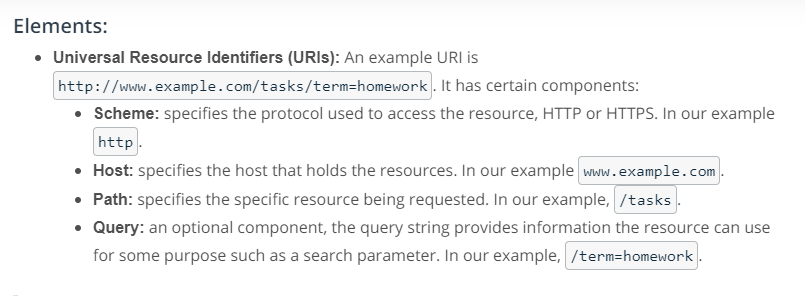 Elements:
• Universal Resource Identifiers (URIs): An example URI is
http://www.example.com/tasks/term=homework. It has certain components:
• Scheme: specifies the protocol used to access the resource, HTTP or HTTPS. In our example
http.
• Host: specifies the host that holds the resources. In our example www.example.com.
• Path: specifies the specific resource being requested. In our example, /tasks.
• Query: an optional component, the query string provides information the resource can use
for some purpose such as a search parameter. In our example, /term=homework.